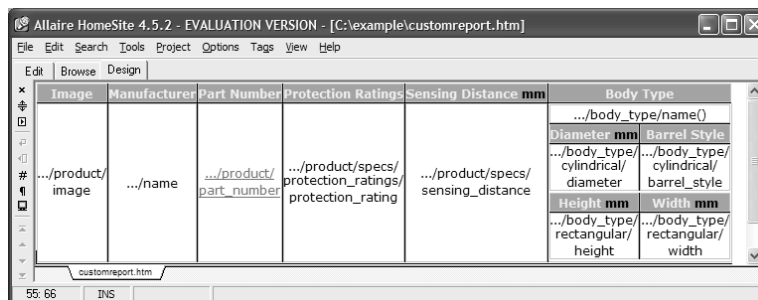 Allaire HomeSite 4.5.2 - EVALUATION VERSION - [C:\example\customreport.htm]
File Edit Search Tools Project Options Tags View Help
Edit Browse Design
Image Manufacturer Part Number Protection Ratings Sensing Distance mm Body Type
.../product/
image
.../name
.../product/
part_number
.../product/specs/
protection_ratings/
protection_rating
.../product/specs/
sensing_distance
.../body_type/name()
Diameter mm Barrel Style
.../body_type/ .../body_type/
cylindrical/ cylindrical/
diameter barrel_style
Height mm Width mm
.../body_type/ .../body_type/
rectangular/ rectangular/
height width
customreport.htm
55: 66 INS